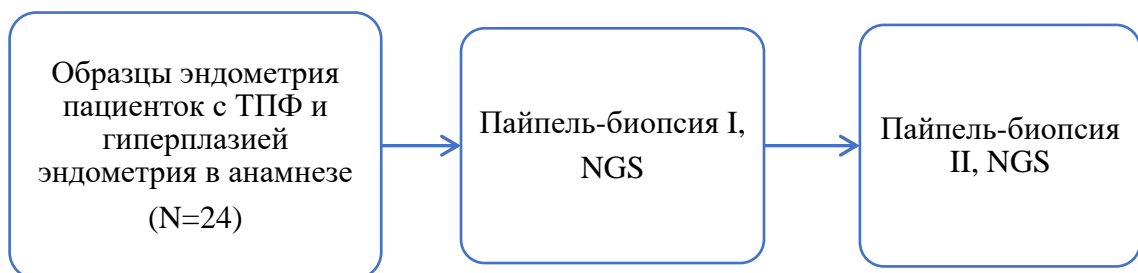 Образцы эндометрия
пациенток с ТПФ и
гиперплазией
эндометрия в анамнезе
(N=24)
Пайпель-биопсия I,
NGS
Пайпель-биопсия
II, NGS